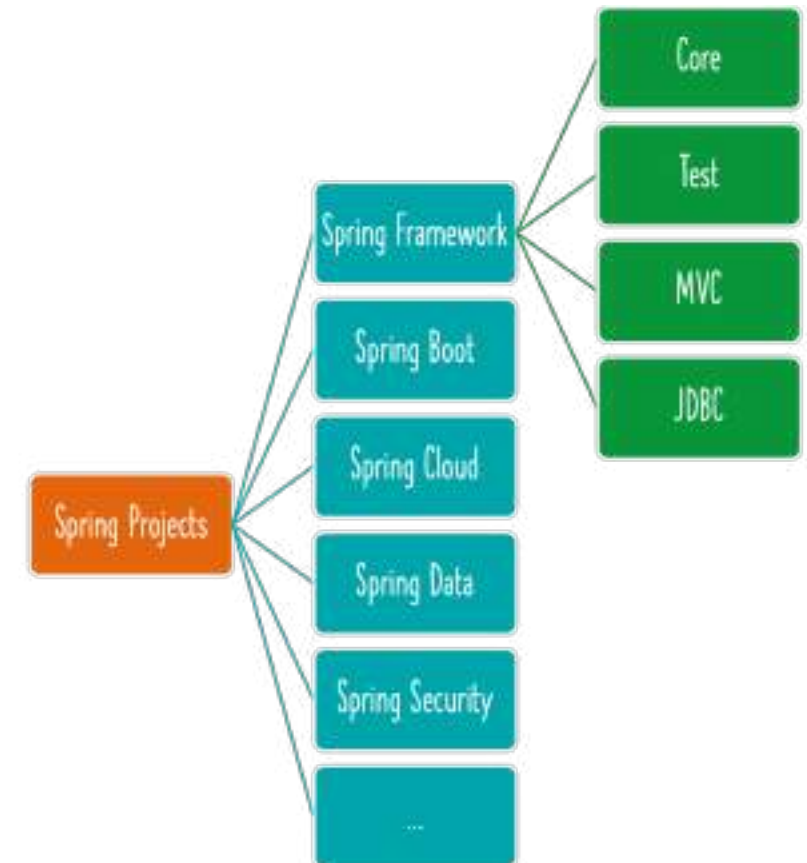 Spring Projects
Spring Framework
Spring Boot
Spring Cloud
Spring Data
Spring Security
...
Core
Test
MVC
JDBC